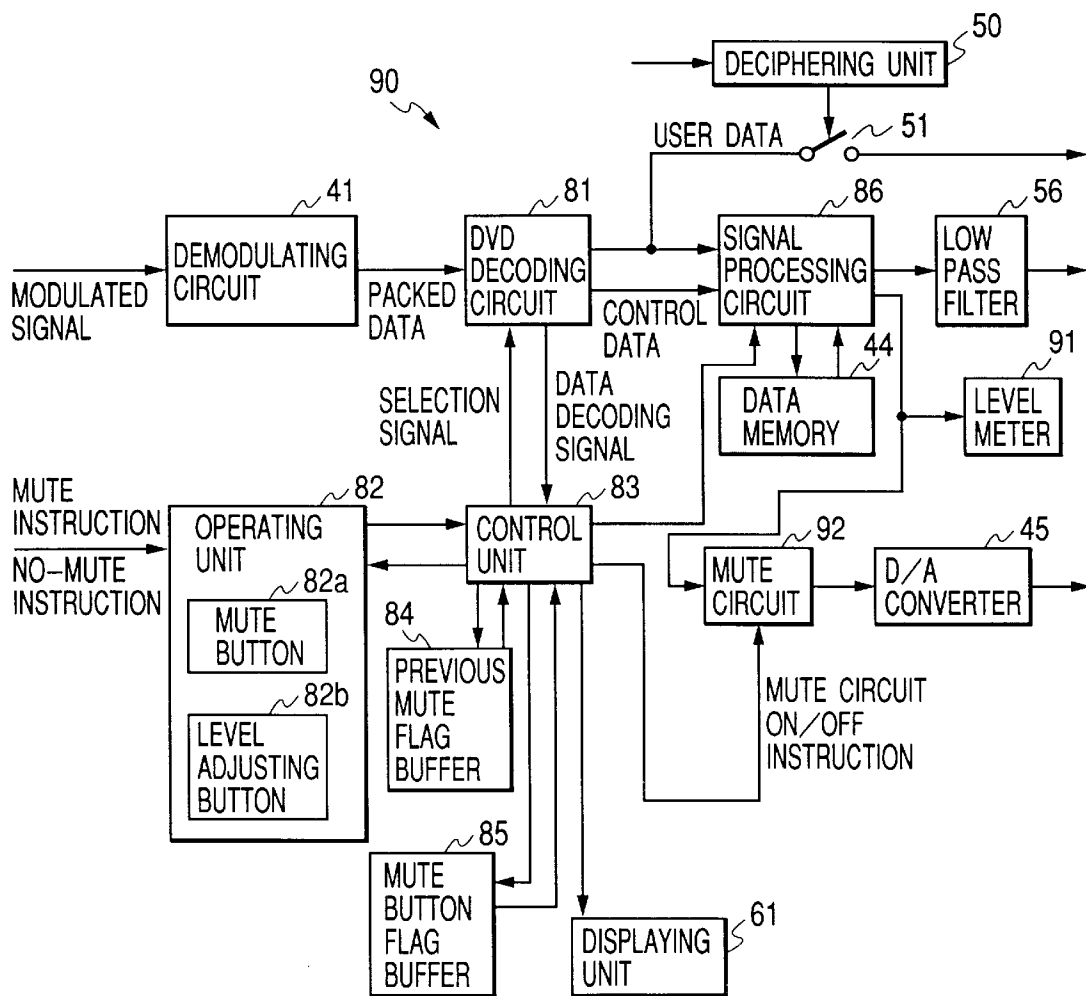 50
DECIPHERING UNIT
90
USER DATA
51
41
DEMODULATING
CIRCUIT
81
DVD
DECODING
CIRCUIT
86
SIGNAL
PROCESSING
CIRCUIT
56
LOW
PASS
FILTER
MODULATED
SIGNAL
PACKED
DATA
CONTROL
DATA
44
DATA
MEMORY
91
LEVEL
METER
SELECTION
SIGNAL
DATA
DECODING
SIGNAL
MUTE
INSTRUCTION
NO-MUTE
INSTRUCTION
82
OPERATING
UNIT
82a
MUTE
BUTTON
82b
LEVEL
ADJUSTING
BUTTON
83
CONTROL
UNIT
92
MUTE
CIRCUIT
45
D/A
CONVERTER
84
PREVIOUS
MUTE
FLAG
BUFFER
MUTE CIRCUIT
ON/OFF
INSTRUCTION
85
MUTE
BUTTON
FLAG
BUFFER
61
DISPLAYING
UNIT